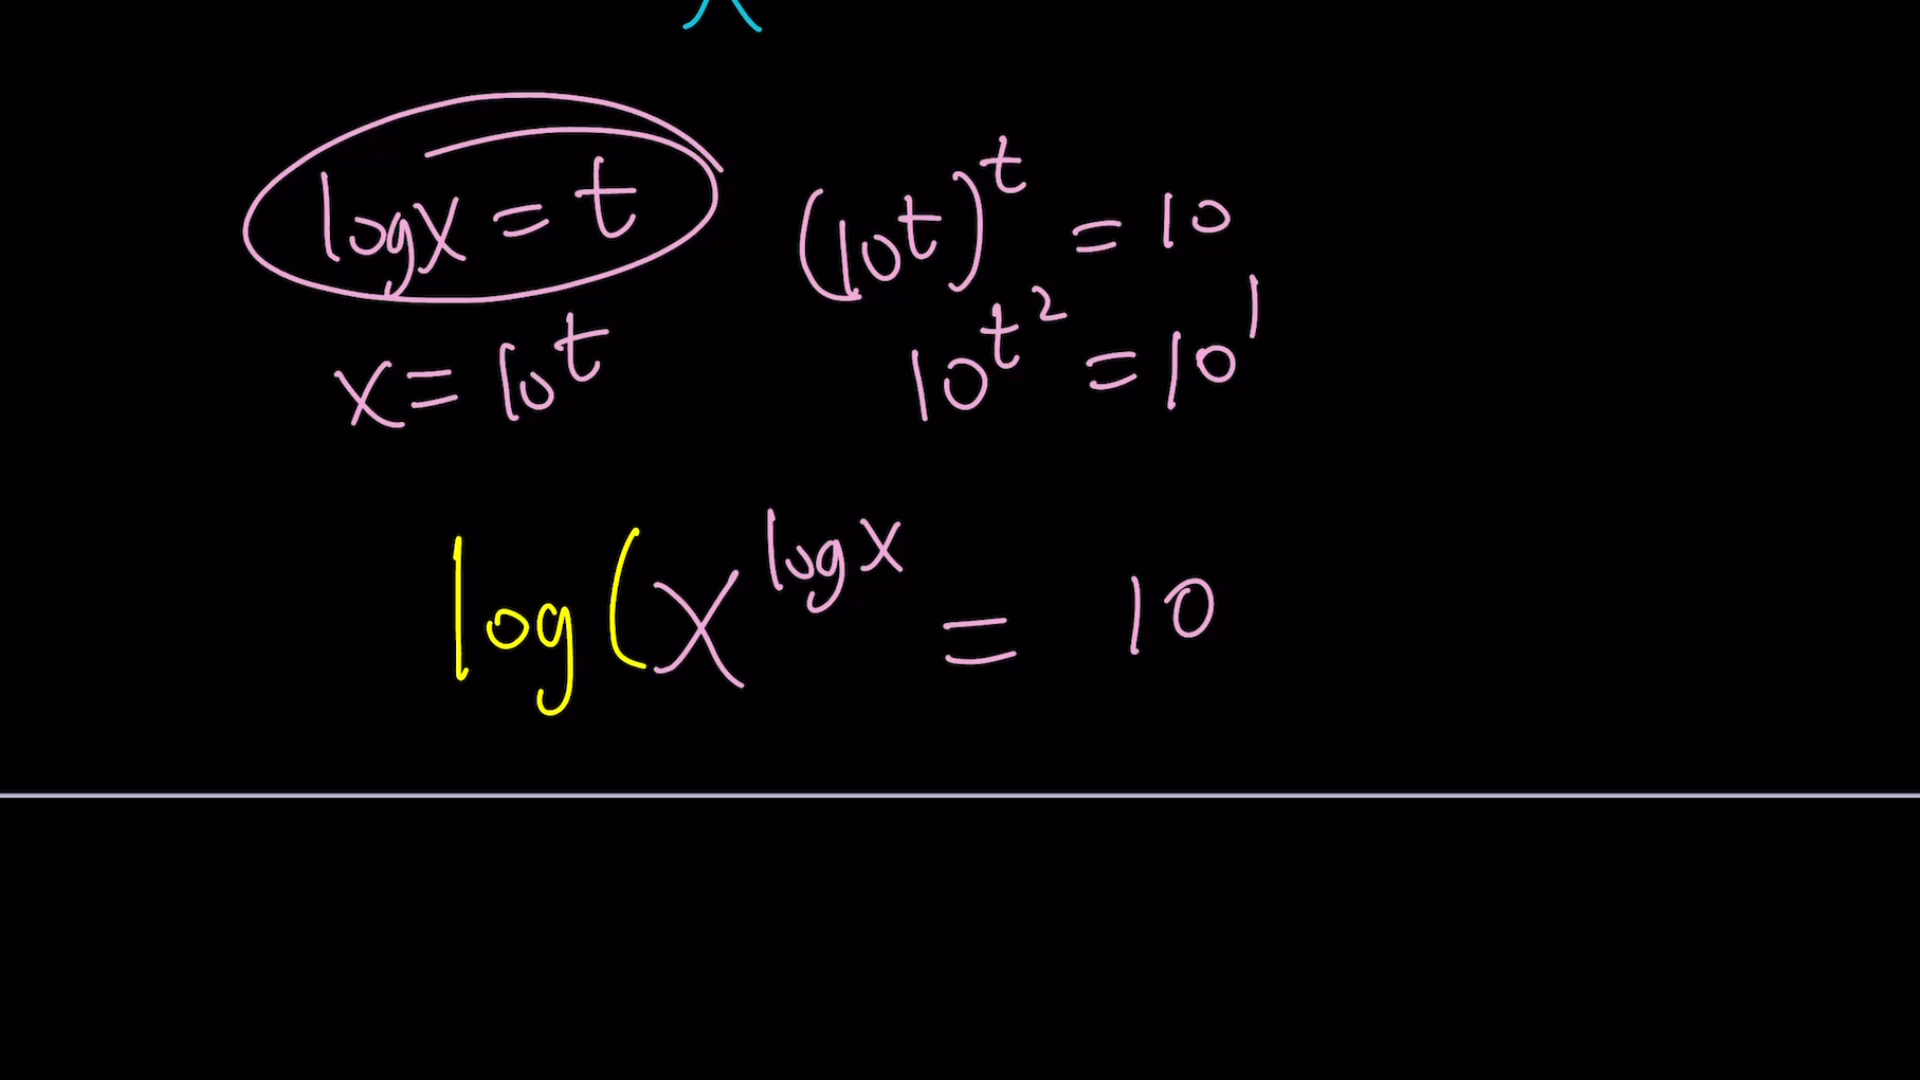 log x = t
(10^t)^t = 10
x = 10^t
10^t^2 = 10^1
log(x^log x = 10